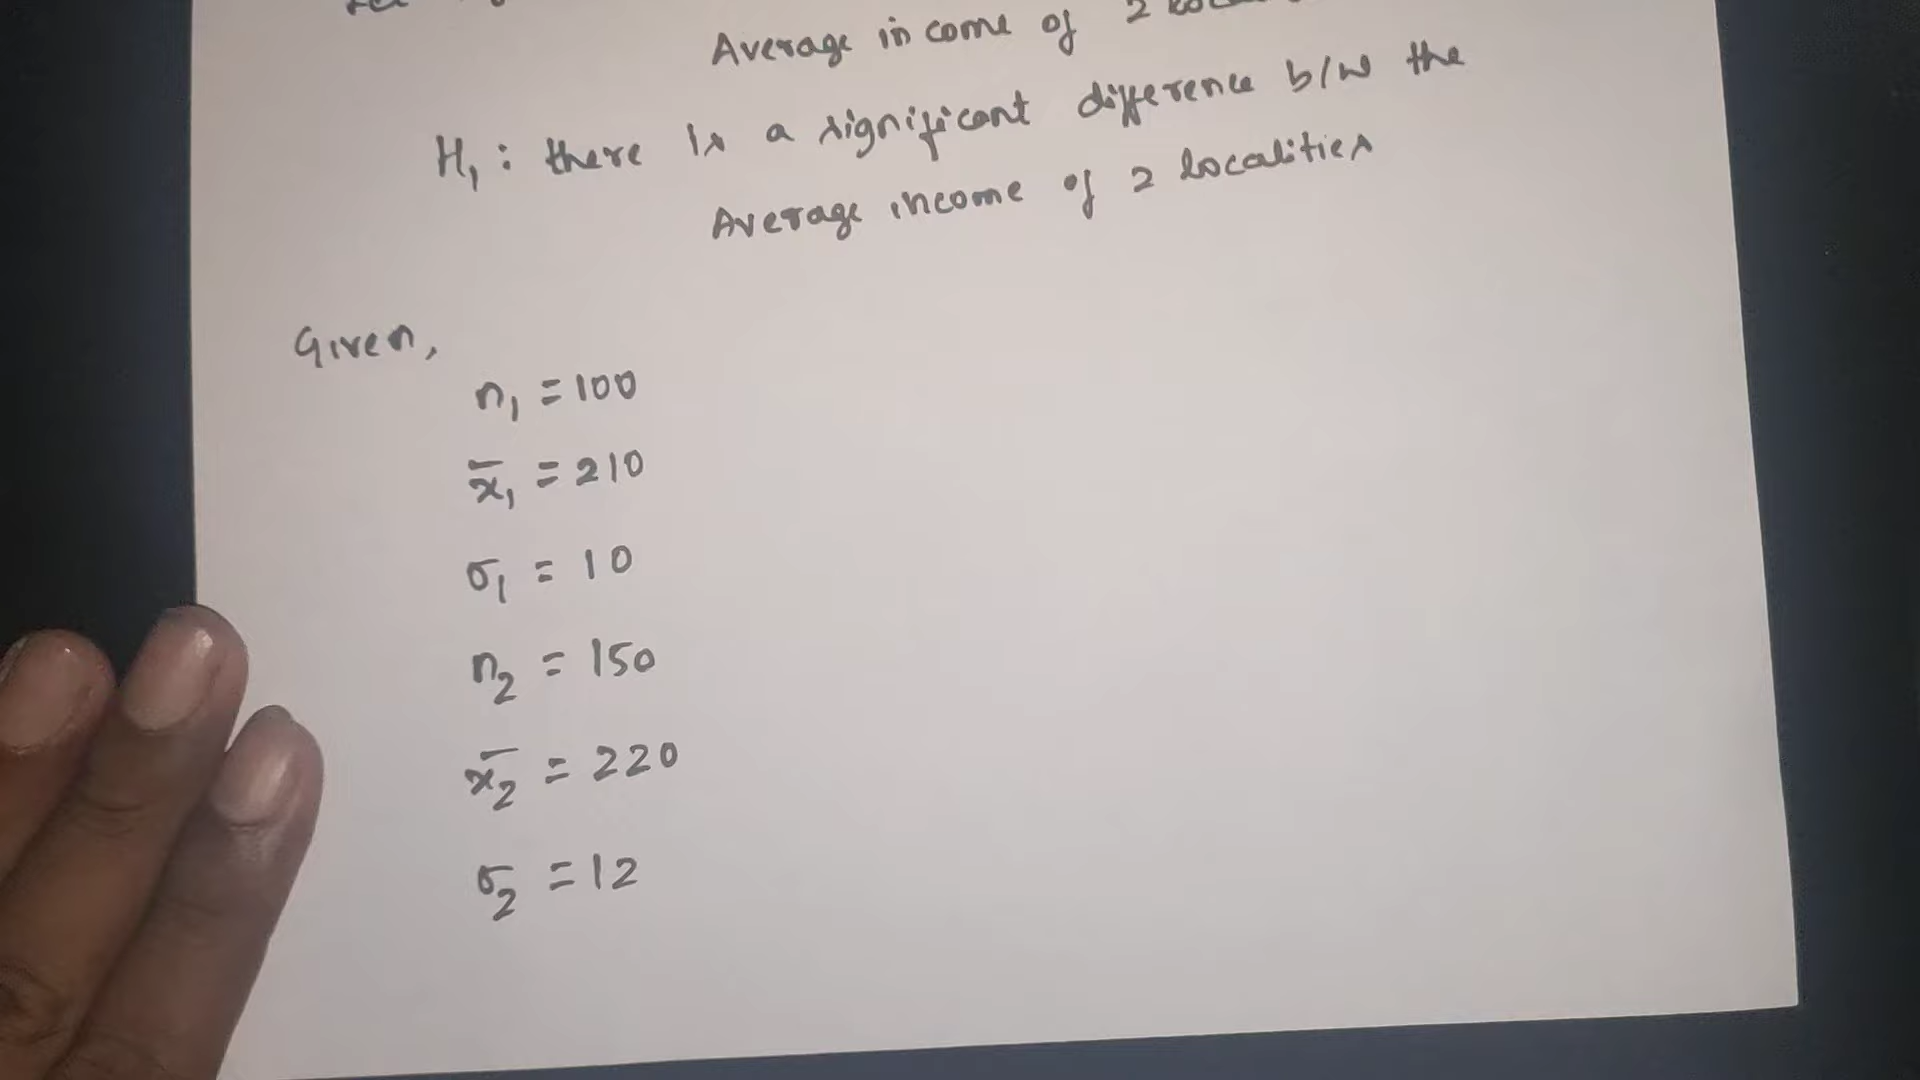 Average income of 2
H₁ : there is a significant difference b/w the
Average income of 2 localities
Given,
n₁ = 100
x̄₁ = 210
σ₁ = 10
n₂ = 150
x̄₂ = 220
σ₂ = 12